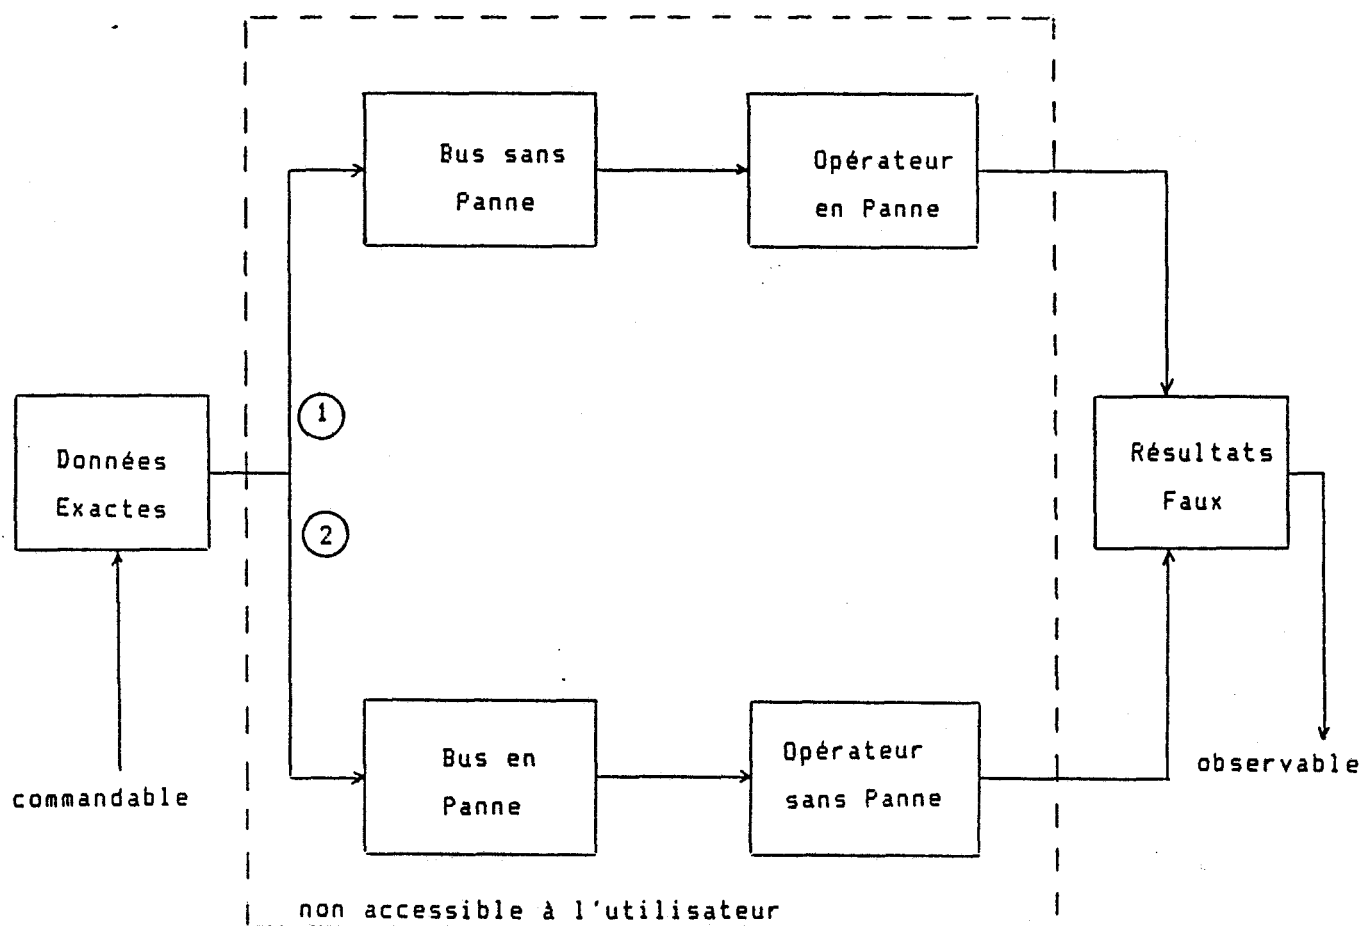 Bus sans
Panne
Opérateur
en Panne
1
Données
Exactes
2
Résultats
Faux
Bus en
Panne
Opérateur
sans Panne
commandable
observable
non accessible à l'utilisateur